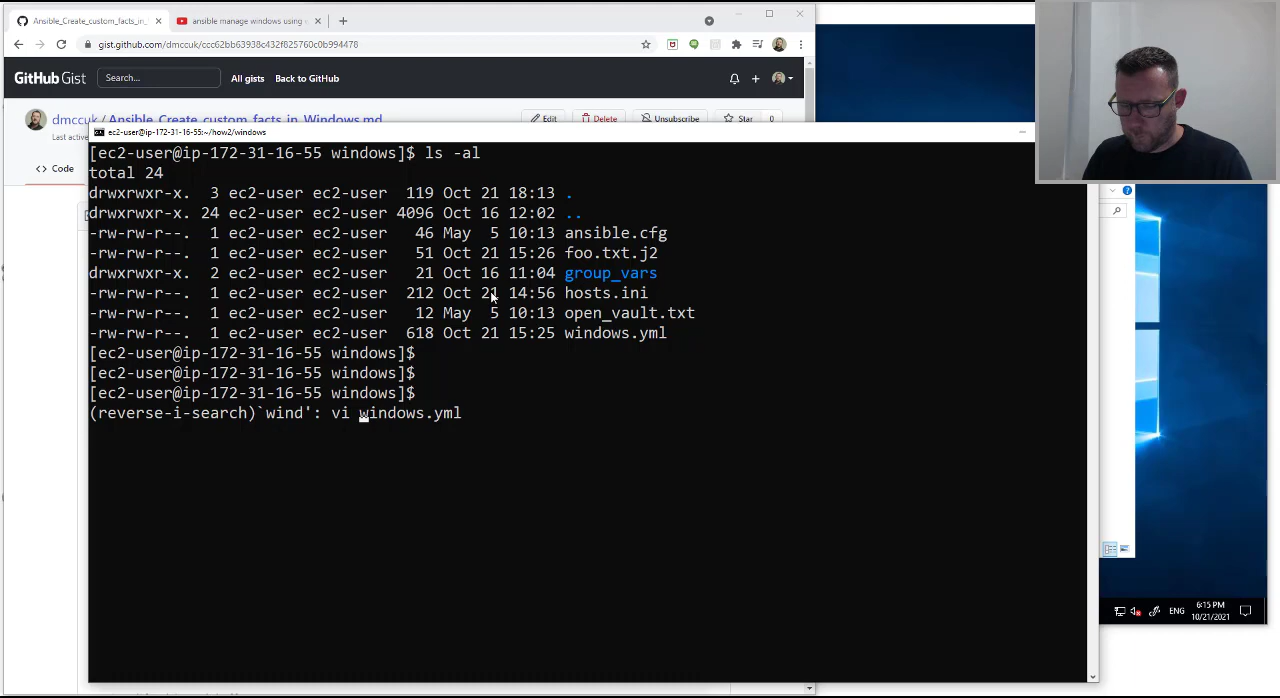 Ansible_Create_custom_facts_in_
ansible manage windows using
gist.github.com/dmccuk/ccc62bb63938c432f825760c0b994478
GitHub Gist
Search...
All gists
Back to GitHub
dmccuk / Ansible_Create_custom_facts_in_Windows.md
Last active
Edit
Delete
Unsubscribe
Star
0
<> Code
ec2-user@ip-172-31-16-55:~/how2/windows
[ec2-user@ip-172-31-16-55 windows]$ ls -al
total 24
drwxrwxr-x. 3 ec2-user ec2-user 119 Oct 21 18:13 .
drwxrwxr-x. 24 ec2-user ec2-user 4096 Oct 16 12:02 ..
-rw-rw-r--. 1 ec2-user ec2-user 46 May 5 10:13 ansible.cfg
-rw-rw-r--. 1 ec2-user ec2-user 51 Oct 21 15:26 foo.txt.j2
drwxrwxr-x. 2 ec2-user ec2-user 21 Oct 16 11:04 group_vars
-rw-rw-r--. 1 ec2-user ec2-user 212 Oct 21 14:56 hosts.ini
-rw-rw-r--. 1 ec2-user ec2-user 12 May 5 10:13 open_vault.txt
-rw-rw-r--. 1 ec2-user ec2-user 618 Oct 21 15:25 windows.yml
[ec2-user@ip-172-31-16-55 windows]$
[ec2-user@ip-172-31-16-55 windows]$
[ec2-user@ip-172-31-16-55 windows]$
(reverse-i-search)`wind': vi windows.yml
ENG
6:15 PM
10/21/2021